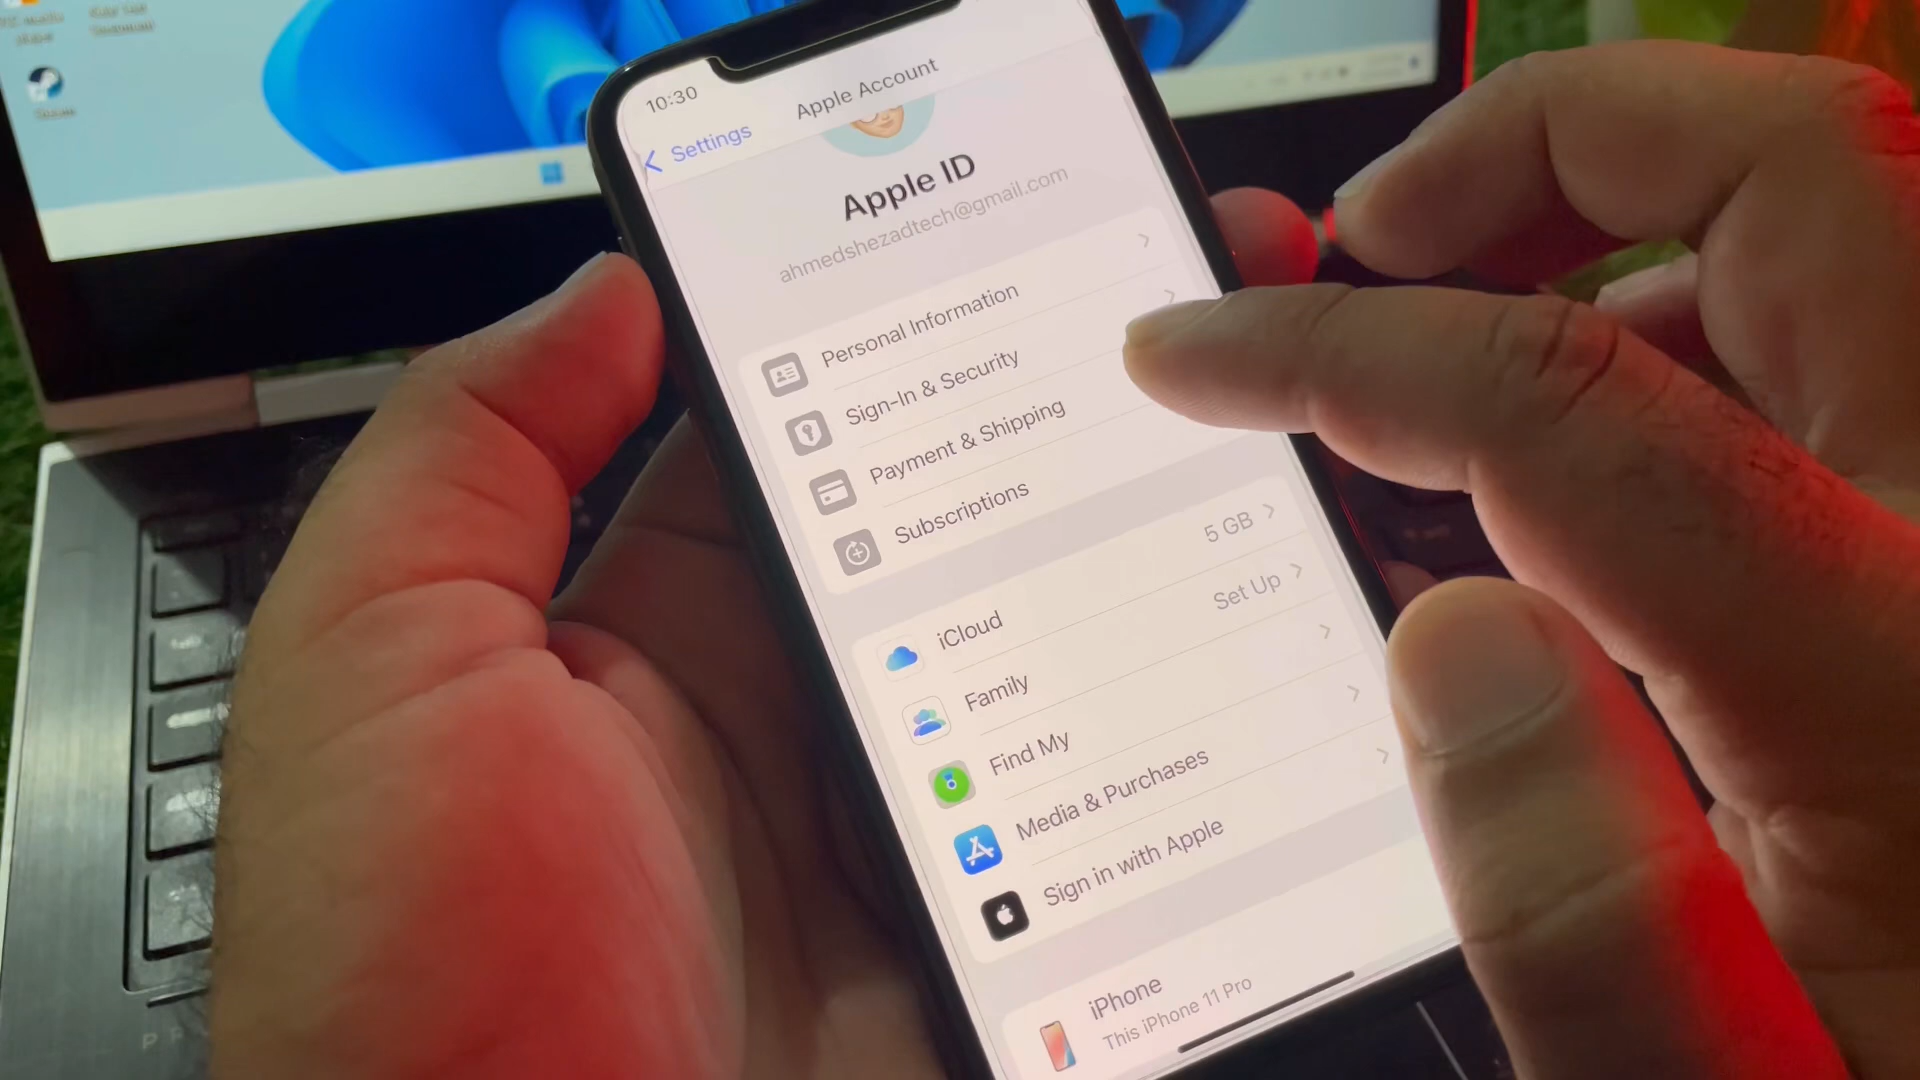 Steam
10:30
Apple Account
Settings
Apple ID
ahmedshezadtech@gmail.com
Personal Information
Sign-In & Security
Payment & Shipping
Subscriptions
iCloud 5 GB
Family Set Up
Find My
Media & Purchases
Sign in with Apple
iPhone
This iPhone 11 Pro